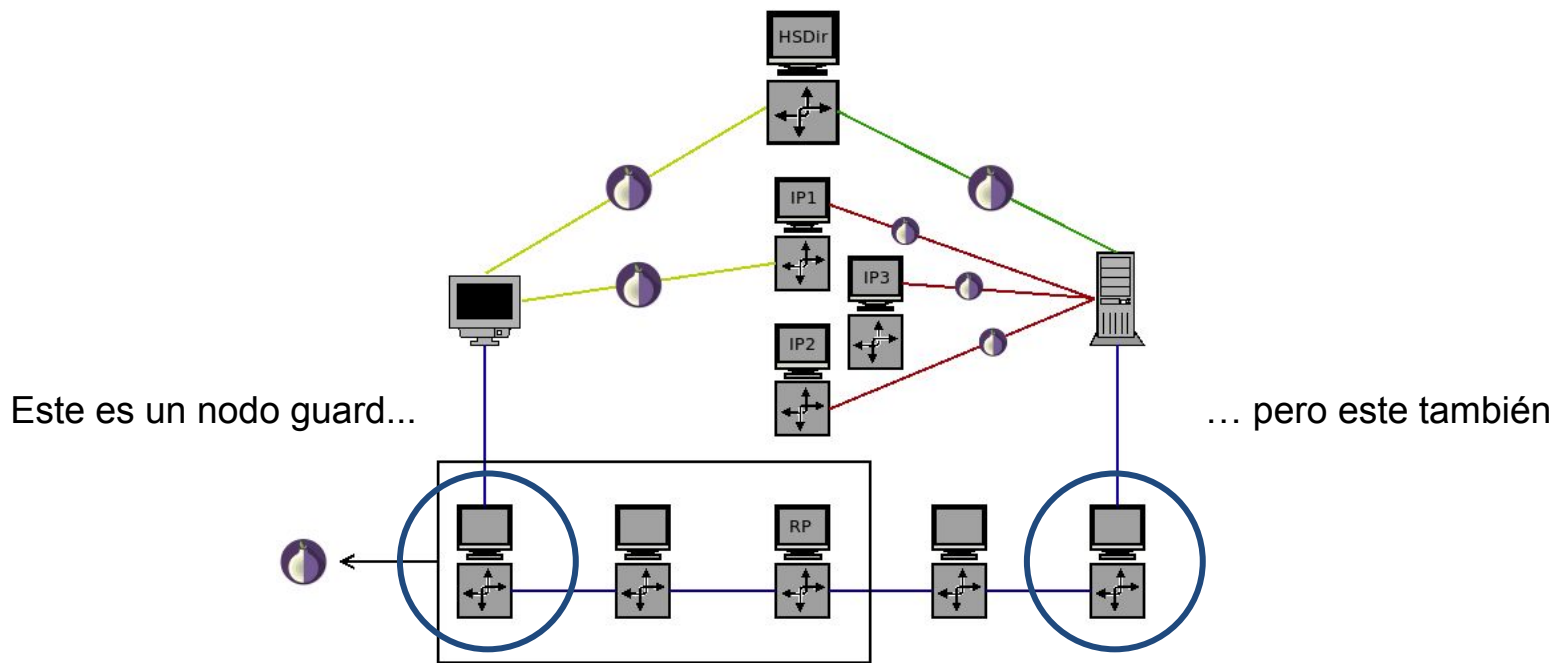 HSDir
IP1
IP3
IP2
Este es un nodo guard...
… pero este también
RP